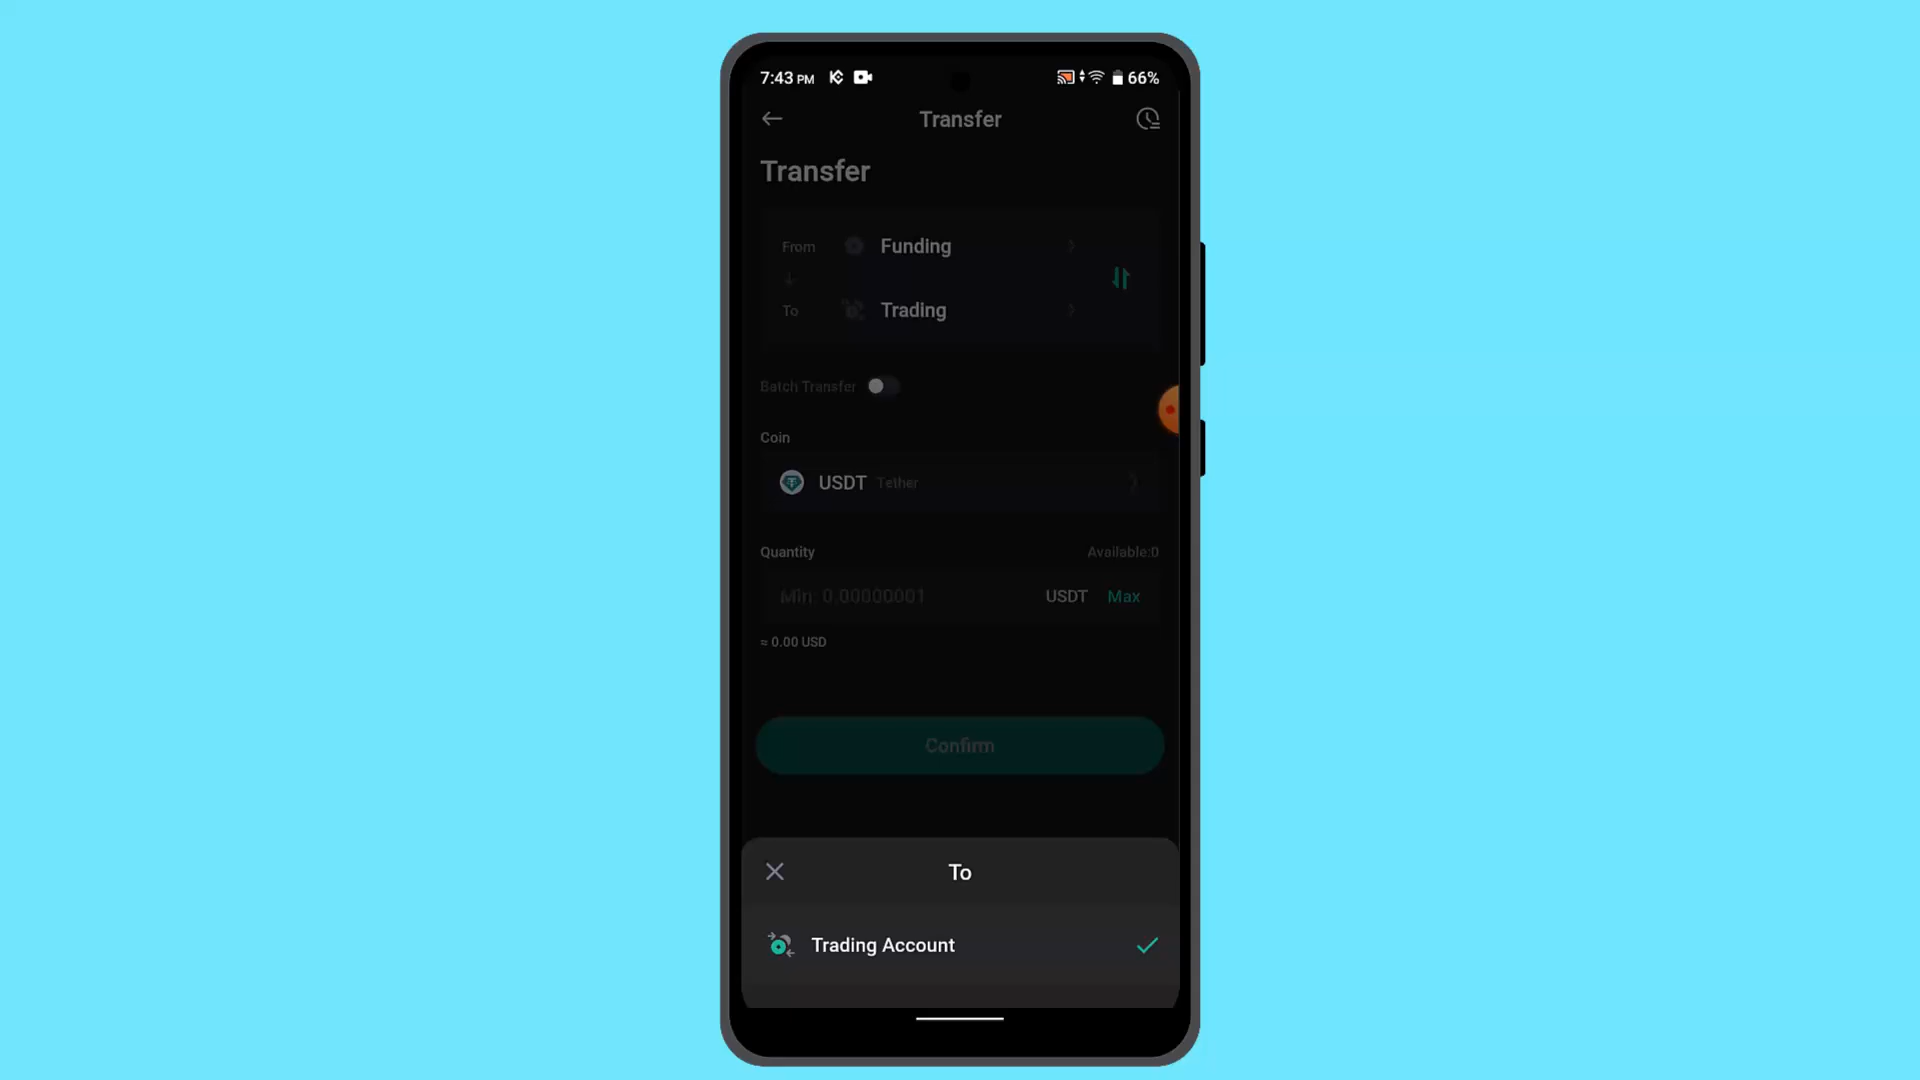 7:43 PM 66%
Transfer
Transfer
From Funding
To Trading
Batch Transfer
Coin
USDT Tether
Quantity Available:0
Min: 0.00000001 USDT Max
≈ 0.00 USD
Confirm
To
Trading Account